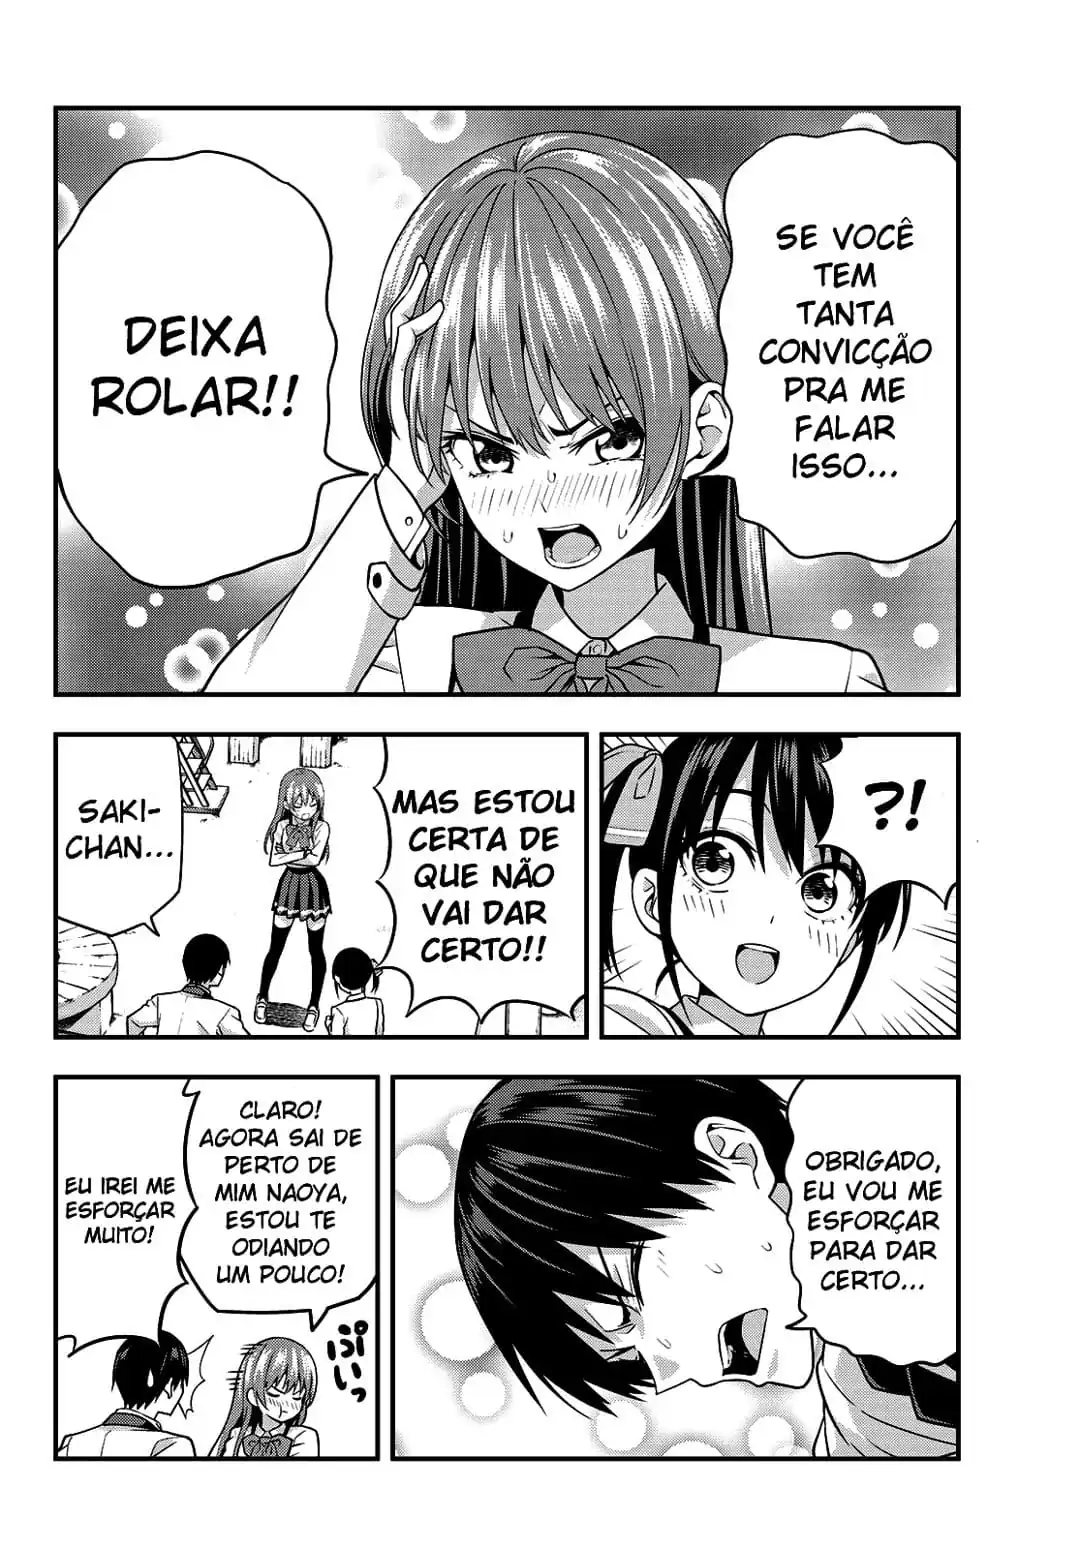 SE VOCÊ
TEM
TANTA
CONVICÇÃO
PRA ME
FALAR
ISSO...
DEIXA
ROLAR!!
?!
MAS ESTOU
CERTA DE
QUE NÃO
VAI DAR
CERTO!!
SAKI-
CHAN...
OBRIGADO,
EU VOU ME
ESFORÇAR
PARA DAR
CERTO...
CLARO!
AGORA SAI DE
PERTO DE
MIM NAOYA,
ESTOU TE
ODIANDO
UM POUCO!
ぷいっ
EU IREI ME
ESFORÇAR
MUITO!